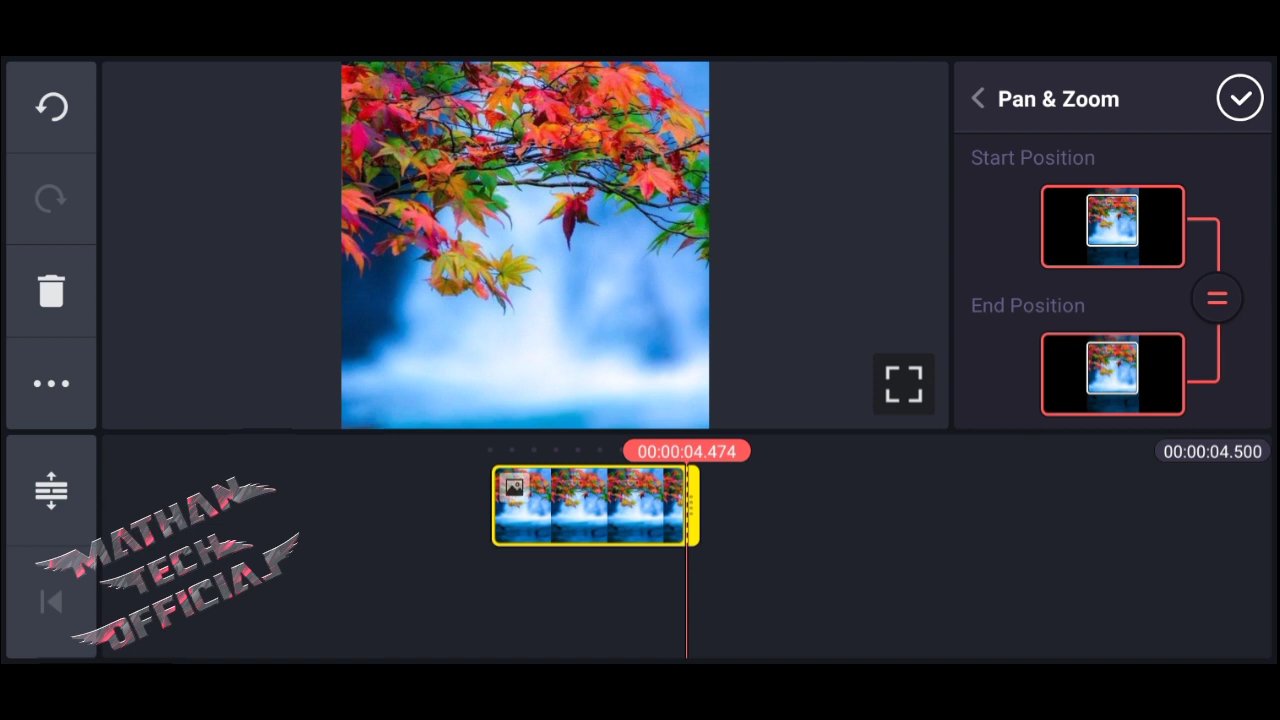 Pan & Zoom
Start Position
End Position
00:00:04.474
00:00:04.500
MATHAN
TECH
OFFICIAL